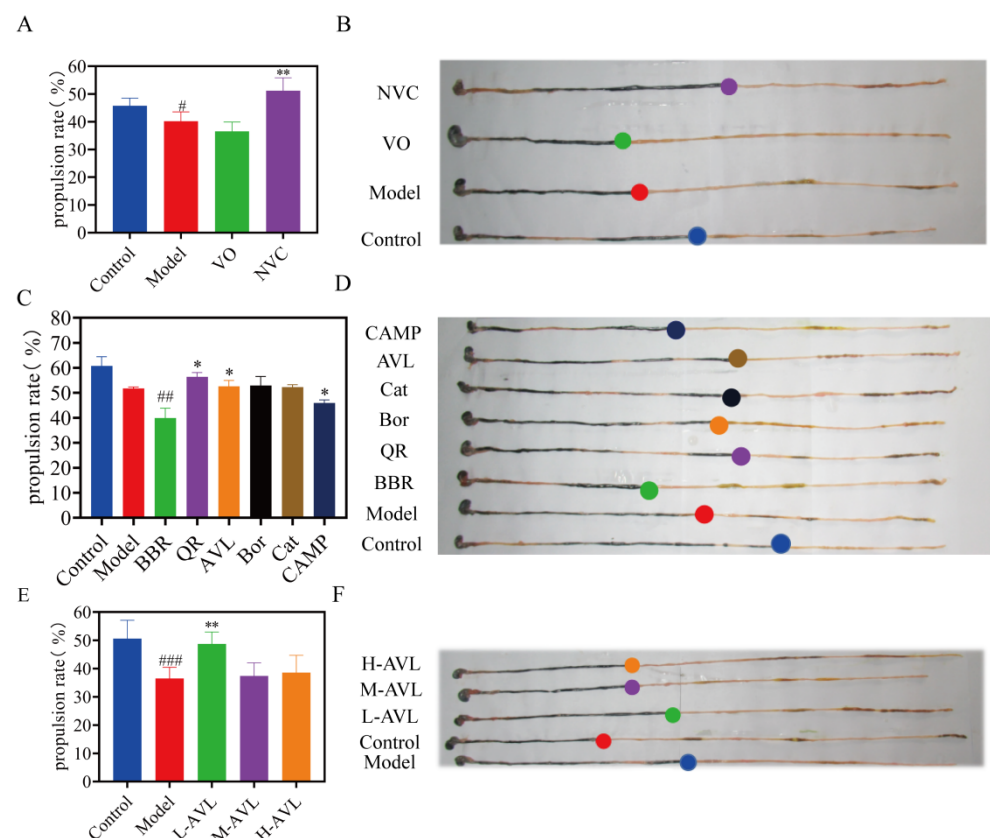 A
propulsion rate( %)
60
50
40
30
20
10
0
#
**
Control
Model
VO
NVC
B
NVC
VO
Model
Control
C
propulsion rate( %)
80
70
60
50
40
30
20
10
0
##
*
*
*
Control
Model
BBR
QR
AVL
Bor
Cat
CAMP
D
CAMP
AVL
Cat
Bor
QR
BBR
Model
Control
E
propulsion rate( %)
60
50
40
30
20
10
0
###
**
Control
Model
L-AVL
M-AVL
H-AVL
F
H-AVL
M-AVL
L-AVL
Control
Model